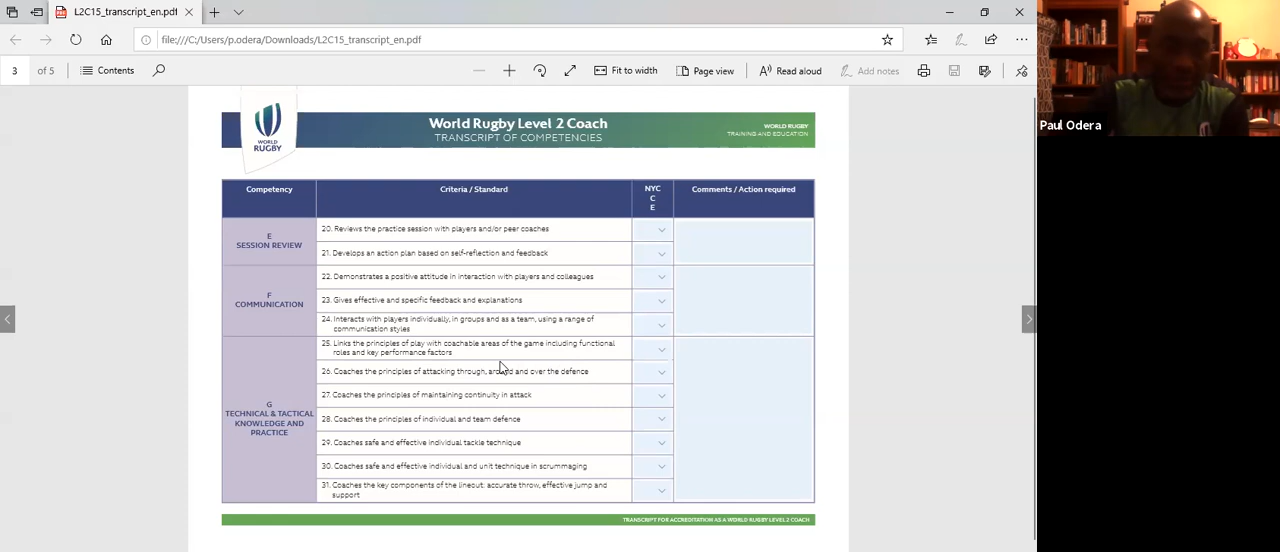 L2C15_transcript_en.pdf
file:///C:/Users/p.odera/Downloads/L2C15_transcript_en.pdf
3 of 5
Contents
Fit to width
Page view
Read aloud
Add notes
Paul Odera
WORLD
RUGBY
World Rugby Level 2 Coach
TRANSCRIPT OF COMPETENCIES
WORLD RUGBY
TRAINING AND EDUCATION
Competency
Criteria / Standard
NYC
C
E
Comments / Action required
E
SESSION REVIEW
20. Reviews the practice session with players and/or peer coaches
21. Develops an action plan based on self-reflection and feedback
F
COMMUNICATION
22. Demonstrates a positive attitude in interaction with players and colleagues
23. Gives effective and specific feedback and explanations
24. Interacts with players individually, in groups and as a team, using a range of
communication styles
G
TECHNICAL & TACTICAL
KNOWLEDGE AND
PRACTICE
25. Links the principles of play with coachable areas of the game including functional
roles and key performance factors
26. Coaches the principles of attacking through, around and over the defence
27. Coaches the principles of maintaining continuity in attack
28. Coaches the principles of individual and team defence
29. Coaches safe and effective individual tackle technique
30. Coaches safe and effective individual and unit technique in scrummaging
31. Coaches the key components of the lineout: accurate throw, effective jump and
support
TRANSCRIPT FOR ACCREDITATION AS A WORLD RUGBY LEVEL 2 COACH